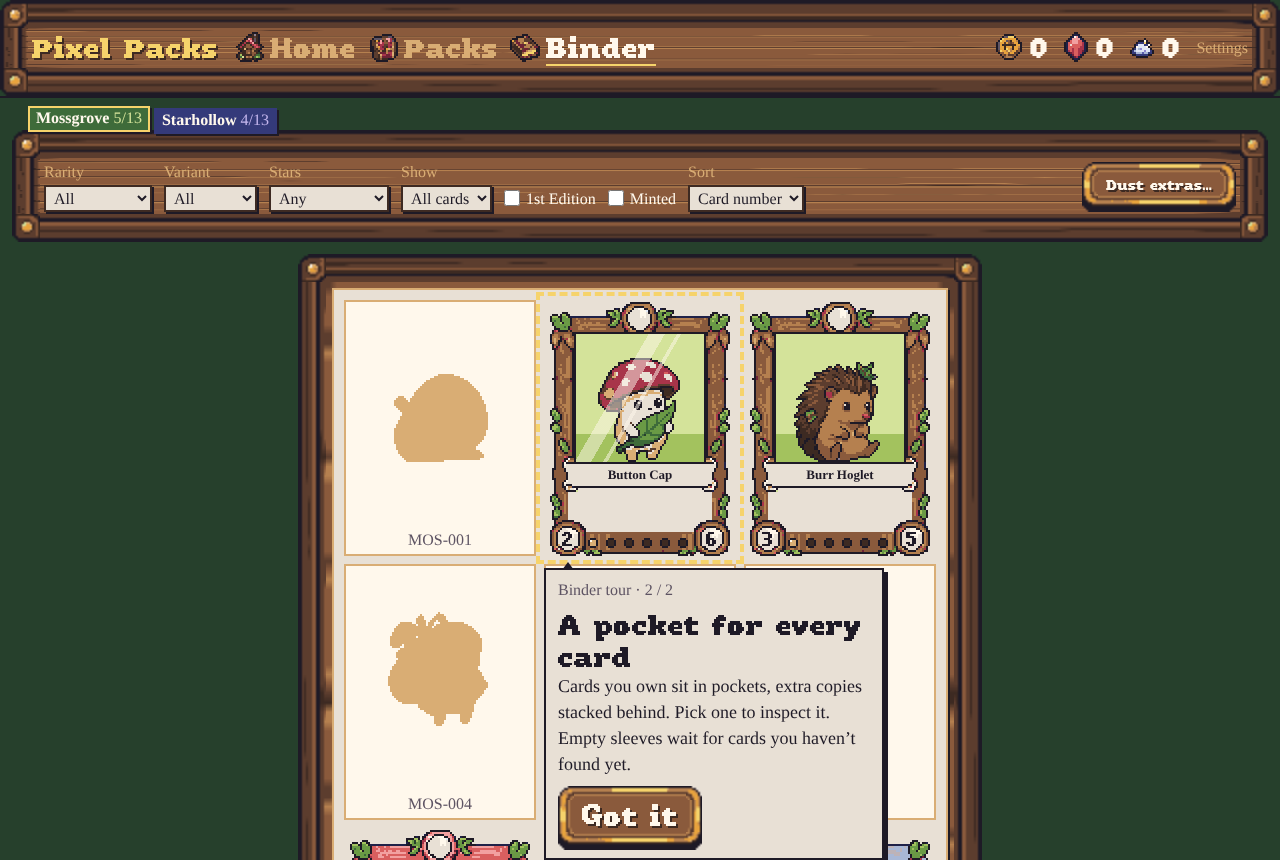 Pixel Packs Home Packs Binder 0 0 0 Settings
Mossgrove 5/13 Starhollow 4/13
Rarity Variant Stars Show Sort
All All Any All cards 1st Edition Minted Card number Dust extras...
Button Cap Burr Hoglet
MOS-001 2 6 3 5
Binder tour · 2 / 2
A pocket for every
card
Cards you own sit in pockets, extra copies
stacked behind. Pick one to inspect it.
Empty sleeves wait for cards you haven’t
found yet.
MOS-004
Got it